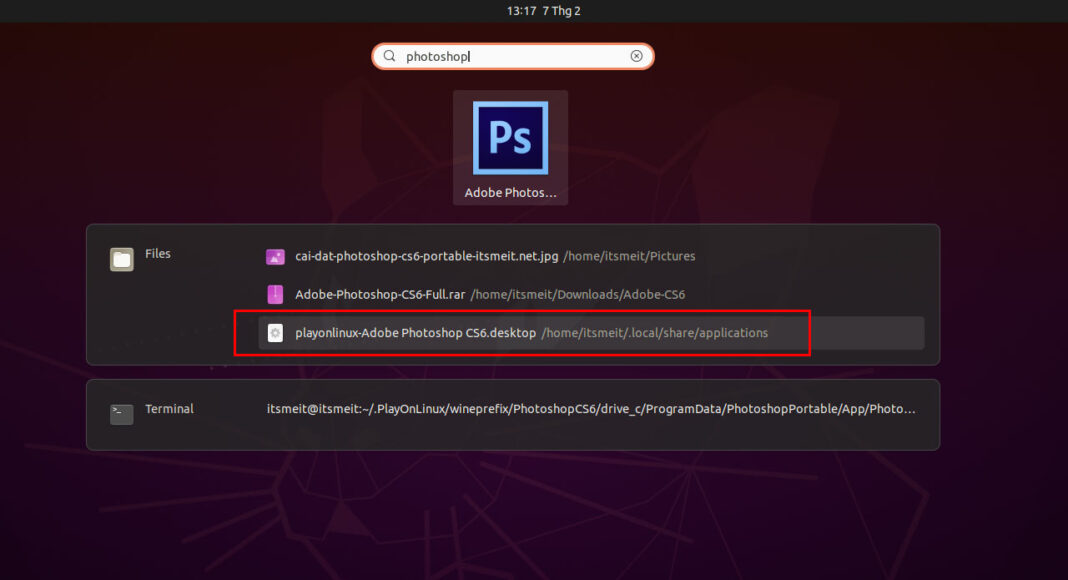 13:17 7 Thg 2
photoshop
Ps
Adobe Photos...
Files
cai-dat-photoshop-cs6-portable-itsmeit.net.jpg /home/itsmeit/Pictures
Adobe-Photoshop-CS6-Full.rar /home/itsmeit/Downloads/Adobe-CS6
playonlinux-Adobe Photoshop CS6.desktop /home/itsmeit/.local/share/applications
>_
Terminal
itsmeit@itsmeit:~/.PlayOnLinux/wineprefix/PhotoshopCS6/drive_c/ProgramData/PhotoshopPortable/App/Photo...